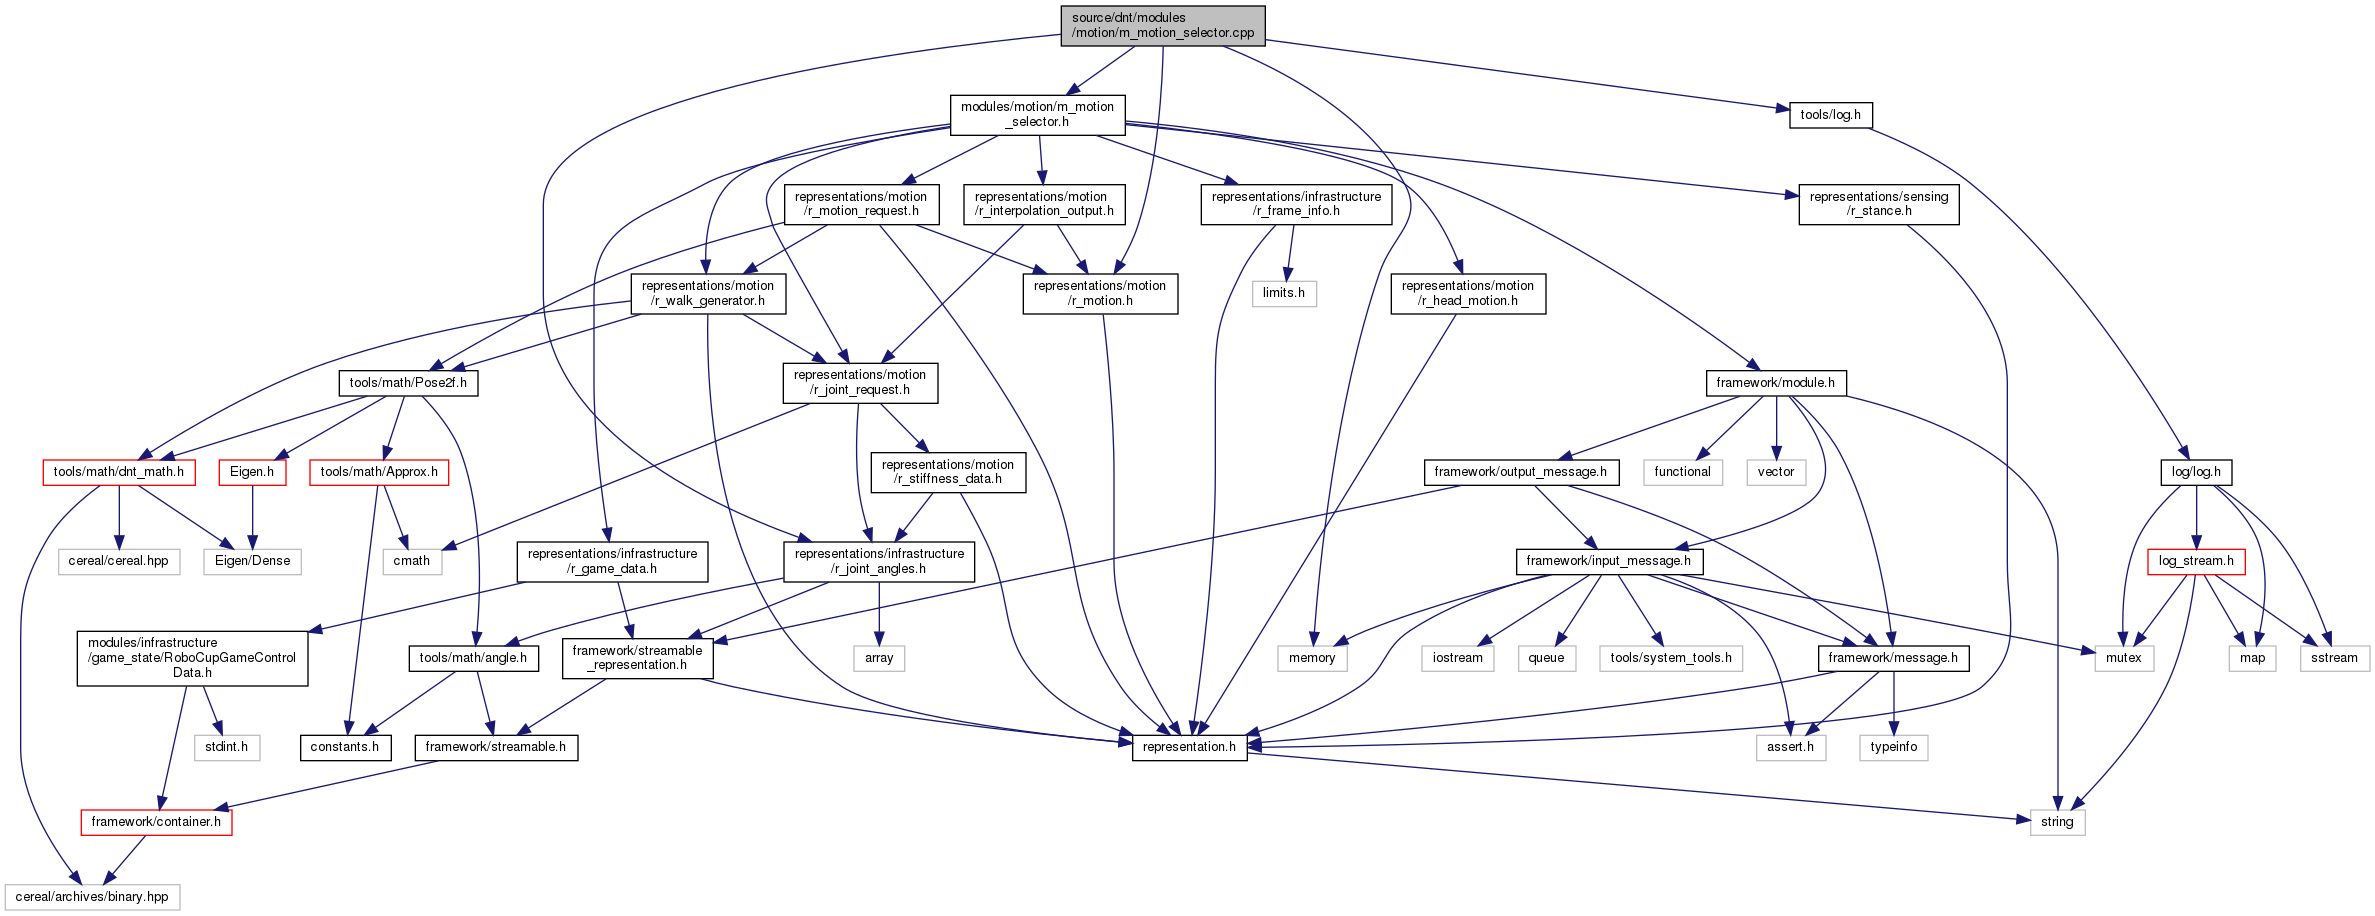 source/dnt/modules
/motion/m_motion_selector.cpp
modules/motion/m_motion
_selector.h
tools/log.h
representations/motion
/r_motion_request.h
representations/motion
/r_interpolation_output.h
representations/infrastructure
/r_frame_info.h
representations/sensing
/r_stance.h
representations/motion
/r_walk_generator.h
representations/motion
/r_motion.h
limits.h
representations/motion
/r_head_motion.h
tools/math/Pose2f.h
representations/motion
/r_joint_request.h
framework/module.h
tools/math/dnt_math.h
Eigen.h
tools/math/Approx.h
representations/motion
/r_stiffness_data.h
framework/output_message.h
functional
vector
log/log.h
cereal/cereal.hpp
Eigen/Dense
cmath
representations/infrastructure
/r_game_data.h
representations/infrastructure
/r_joint_angles.h
framework/input_message.h
log_stream.h
modules/infrastructure
/game_state/RoboCupGameControl
Data.h
tools/math/angle.h
framework/streamable
_representation.h
array
memory
iostream
queue
tools/system_tools.h
framework/message.h
mutex
map
sstream
stdint.h
constants.h
framework/streamable.h
representation.h
assert.h
typeinfo
framework/container.h
string
cereal/archives/binary.hpp